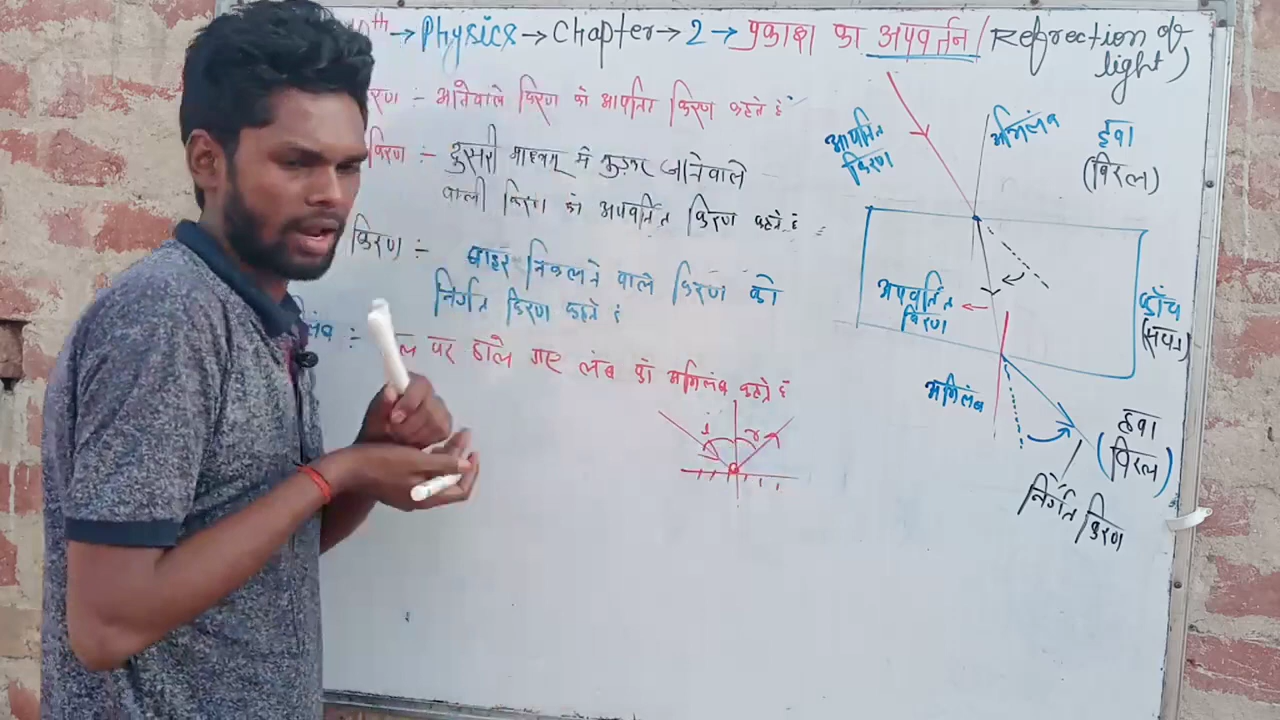 th → Physics → Chapter → 2 → प्रकाश का अपवर्तन / (Refrection of light)
रण :- आनेवाले किरण को आपतित किरण कहते हैं
किरण :- दुसरी माध्यम में मुड़कर जानेवाले
वाली किरण को अपवर्तित किरण कहते हैं
किरण :- बाहर निकलने वाले किरण को
निर्गत किरण कहते हैं
लंब :- ल पर डाले गए लंब को अभिलंब कहते हैं
i r
आपतित किरण
अभिलंब
हवा
(विरल)
अपवर्तित किरण
काँच
(सघन)
अभिलंब
हवा
(विरल)
निर्गत किरण